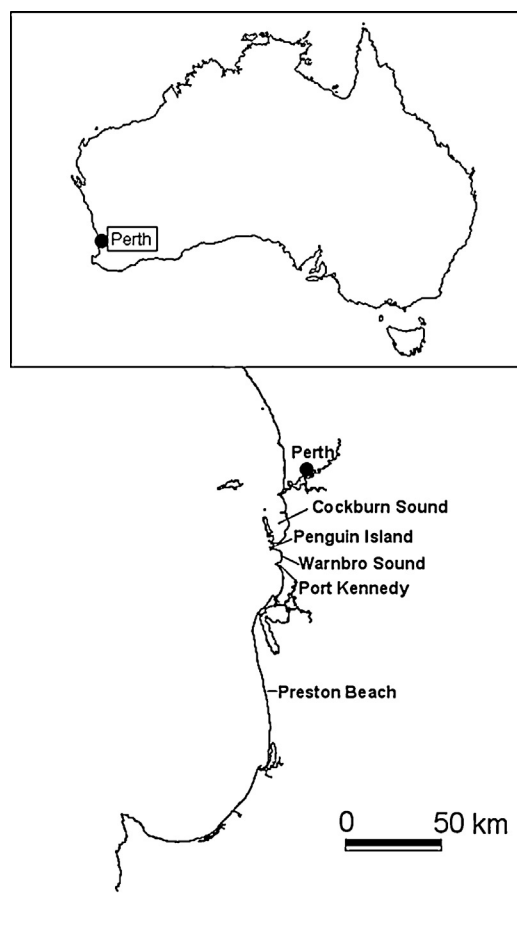 Perth
Perth
Cockburn Sound
Penguin Island
Warnbro Sound
Port Kennedy
Preston Beach
0 50 km